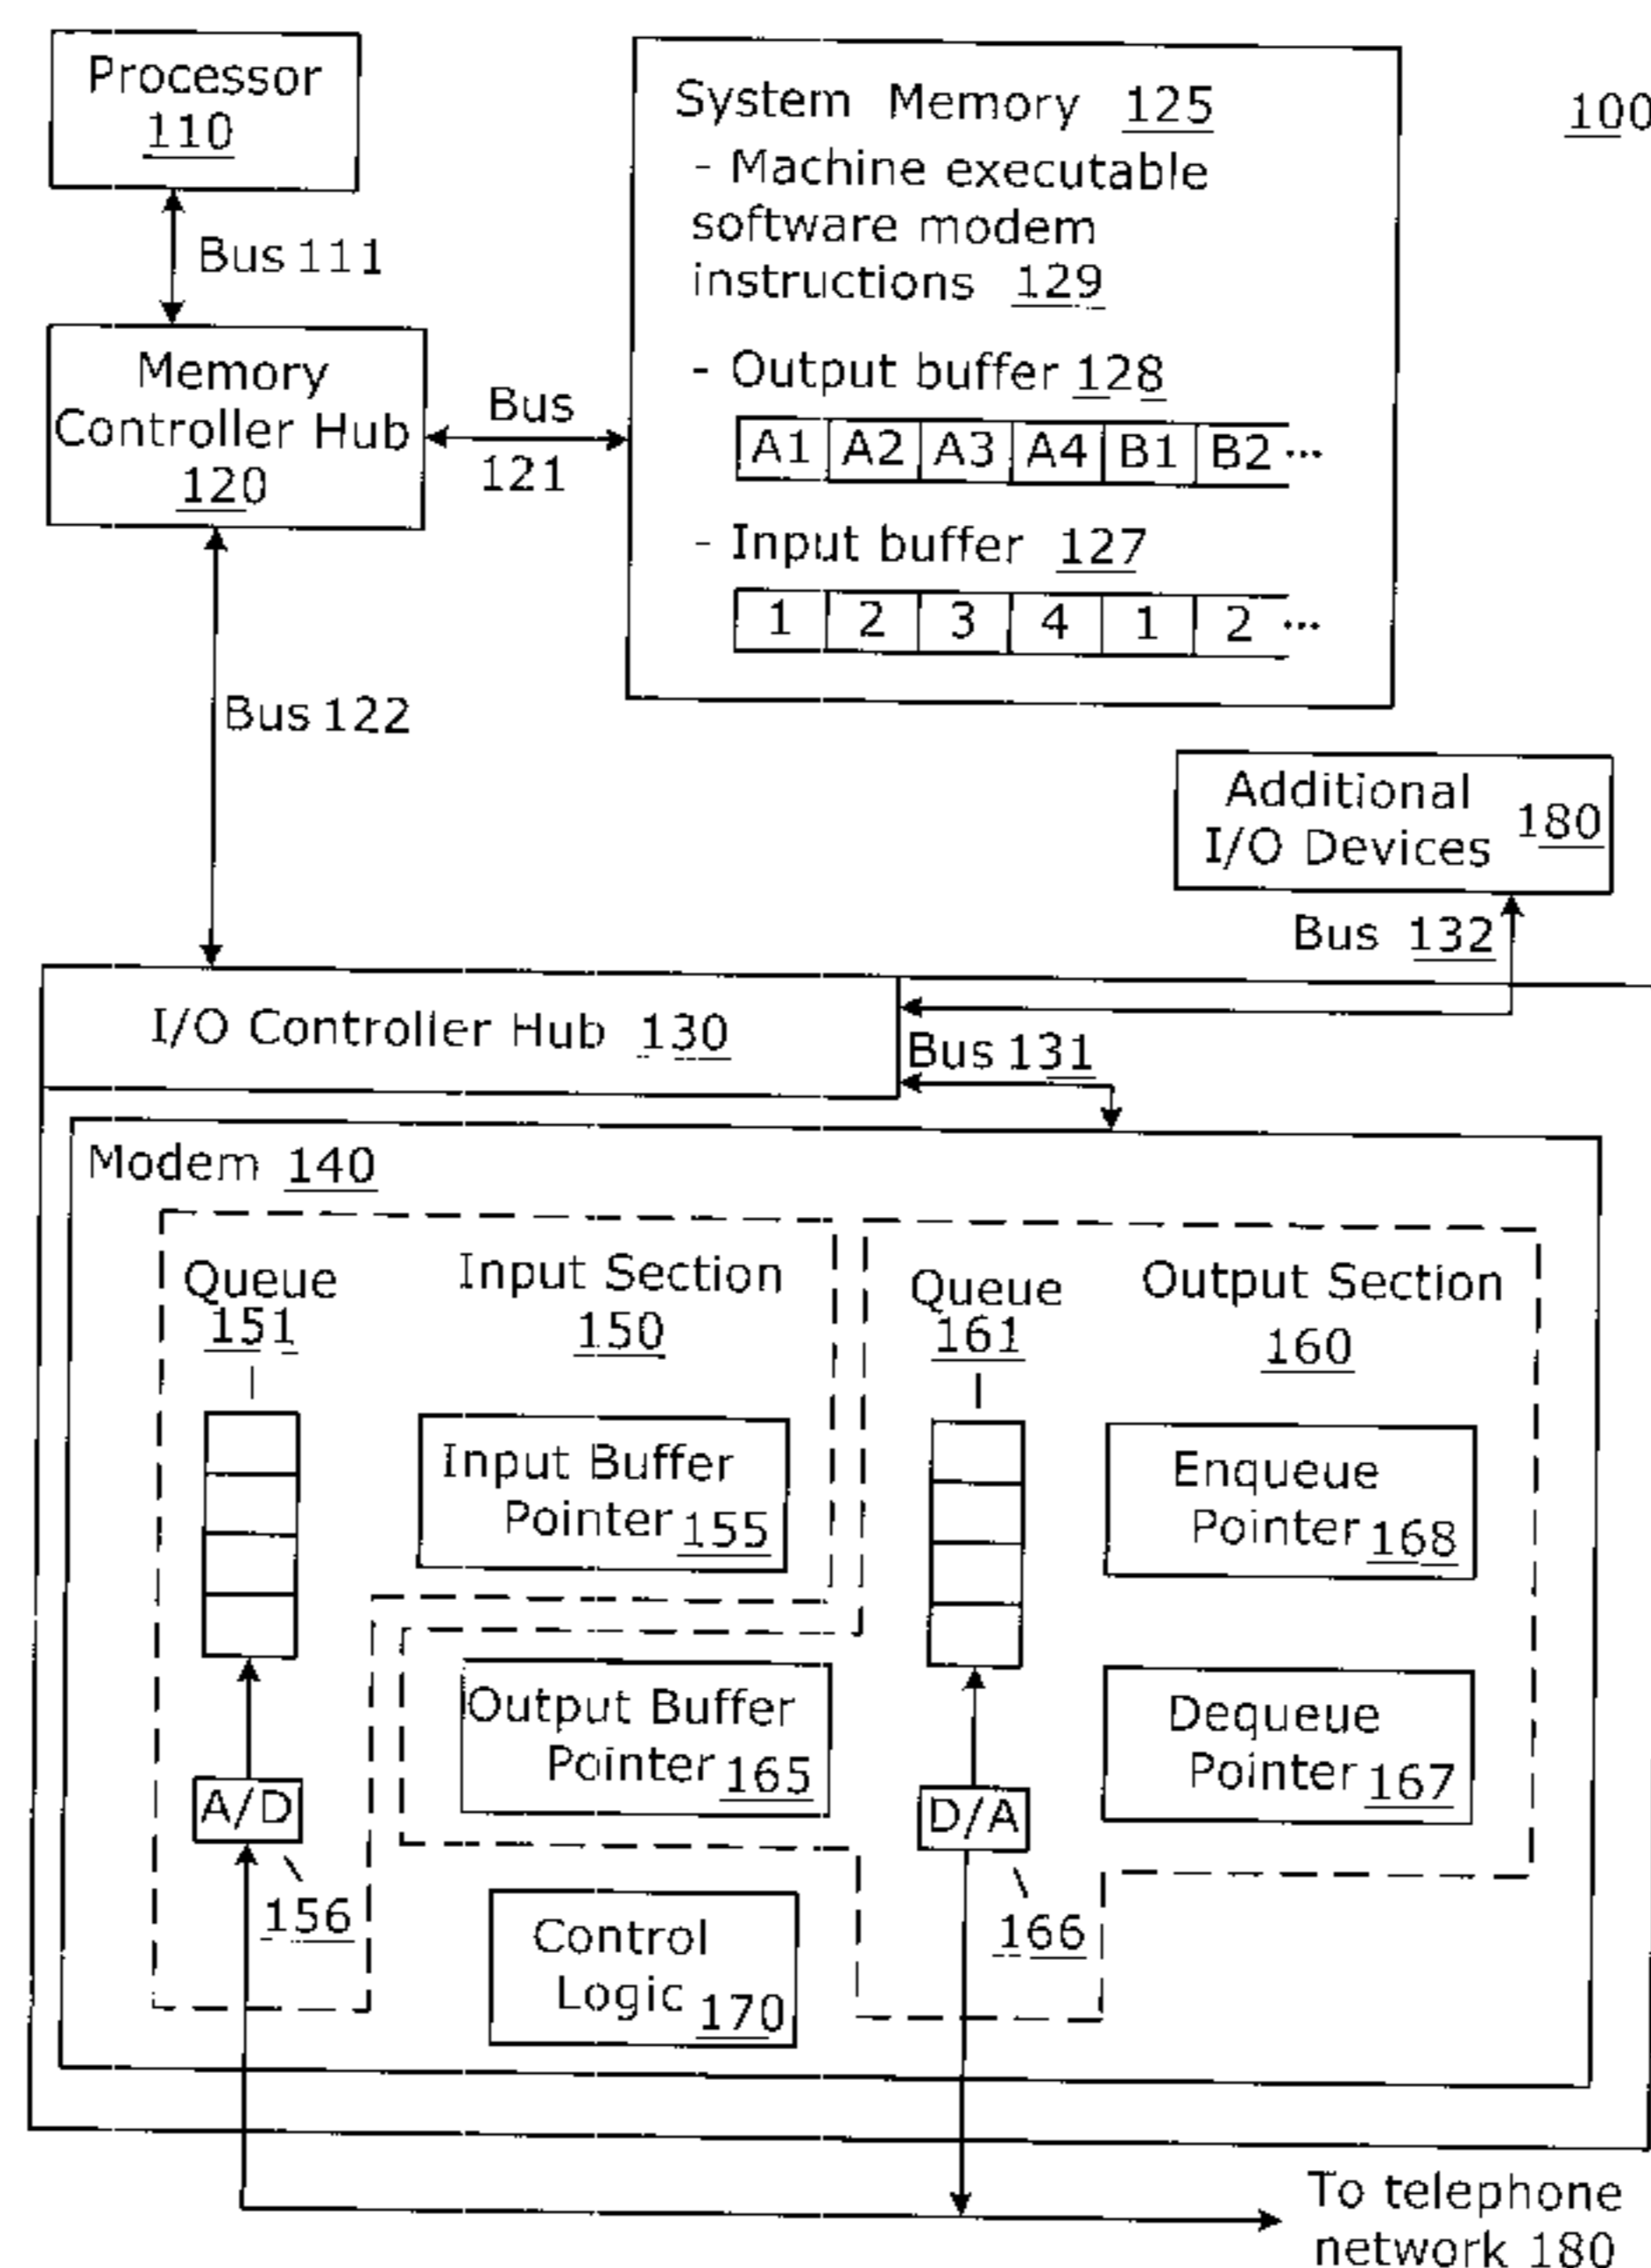 Processor
110
Bus 111
Memory
Controller Hub
120
Bus
121
System Memory 125
- Machine executable
software modem
instructions 129
- Output buffer 128
A1 A2 A3 A4 B1 B2 ...
- Input buffer 127
1 2 3 4 1 2 ...
100
Bus 122
Additional
I/O Devices 180
Bus 132
I/O Controller Hub 130
Bus 131
Modem 140
Queue
151
Input Section
150
Input Buffer
Pointer 155
Queue
161
Output Section
160
Enqueue
Pointer 168
Output Buffer
Pointer 165
Dequeue
Pointer 167
A/D
156
D/A
166
Control
Logic 170
To telephone
network 180